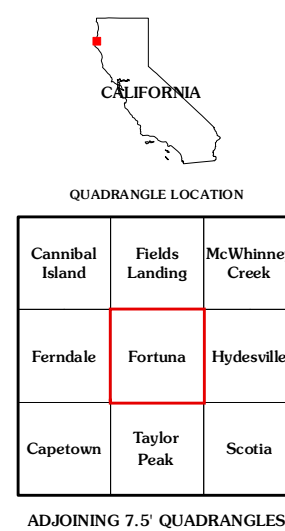 CALIFORNIA
QUADRANGLE LOCATION
Cannibal Island
Fields Landing
McWhinney Creek
Ferndale
Fortuna
Hydesville
Capetown
Taylor Peak
Scotia
ADJOINING 7.5' QUADRANGLES